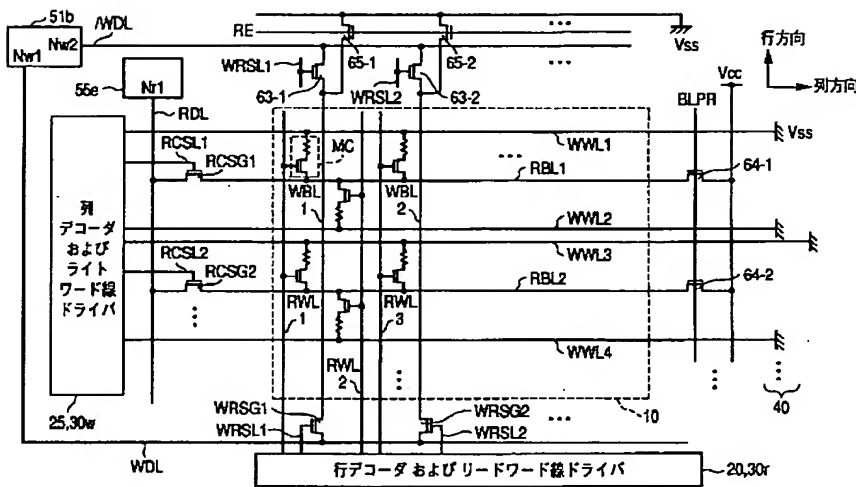 51b
/WDL
Nw1
Nw2
RE
65-1
65-2
Vss
行方向
列方向
55e
Nr1
WRSL1
63-1
WRSL2
63-2
Vcc
RDL
BLPR
RCSL1
RCSG1
MC
WWL1
Vss
WBL
1
WBL
2
RBL1
64-1
列
デコーダ
および
ライト
ワード線
ドライバ
WWL2
WWL3
RCSL2
RCSG2
RWL
1
RWL
3
RBL2
64-2
RWL
2
WWL4
WRSG1
WRSL1
WRSG2
WRSL2
10
40
25,30w
WDL
行デコーダ および リードワード線ドライバ
20,30r